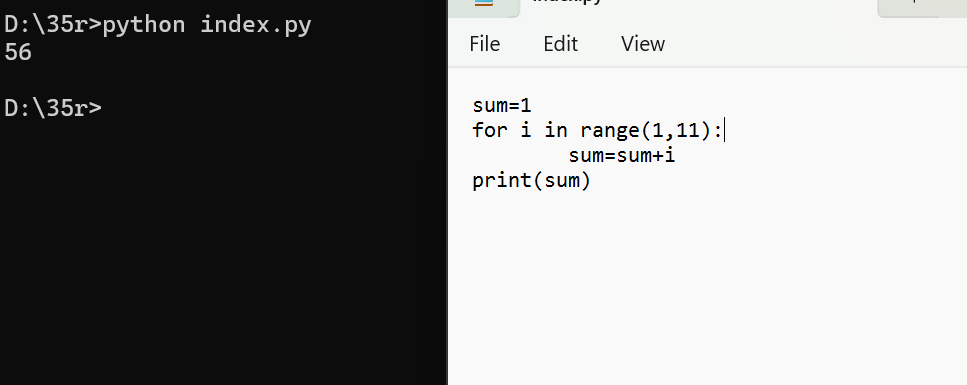 D:\35r>python index.py
56
D:\35r>
File Edit View
sum=1
for i in range(1,11):
        sum=sum+i
print(sum)